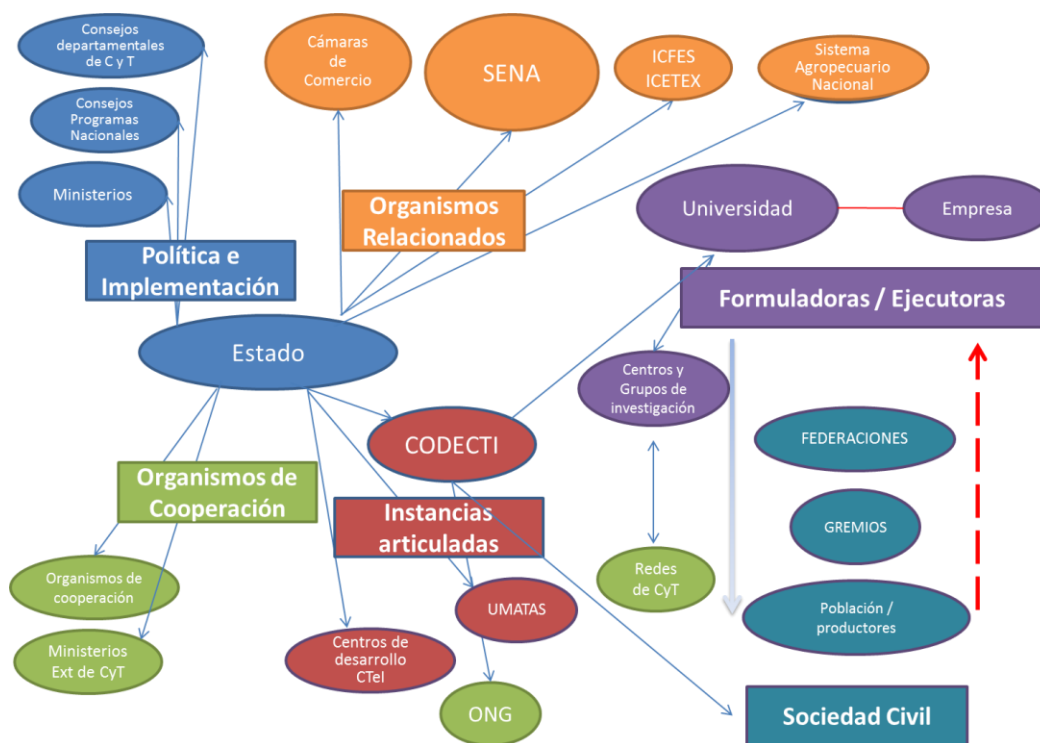 Consejos
departamentales
de C y T
Cámaras
de
Comercio
SENA
ICFES
ICETEX
Sistema
Agropecuario
Nacional
Consejos
Programas
Nacionales
Ministerios
Organismos
Relacionados
Universidad
Empresa
Política e
Implementación
Formuladoras / Ejecutoras
Estado
Centros y
Grupos de
investigación
CODECTI
FEDERACIONES
Organismos de
Cooperación
Instancias
articuladas
GREMIOS
Organismos de
cooperación
Redes
de CyT
UMATAS
Población /
productores
Ministerios
Ext de CyT
Centros de
desarrollo
CTeI
ONG
Sociedad Civil